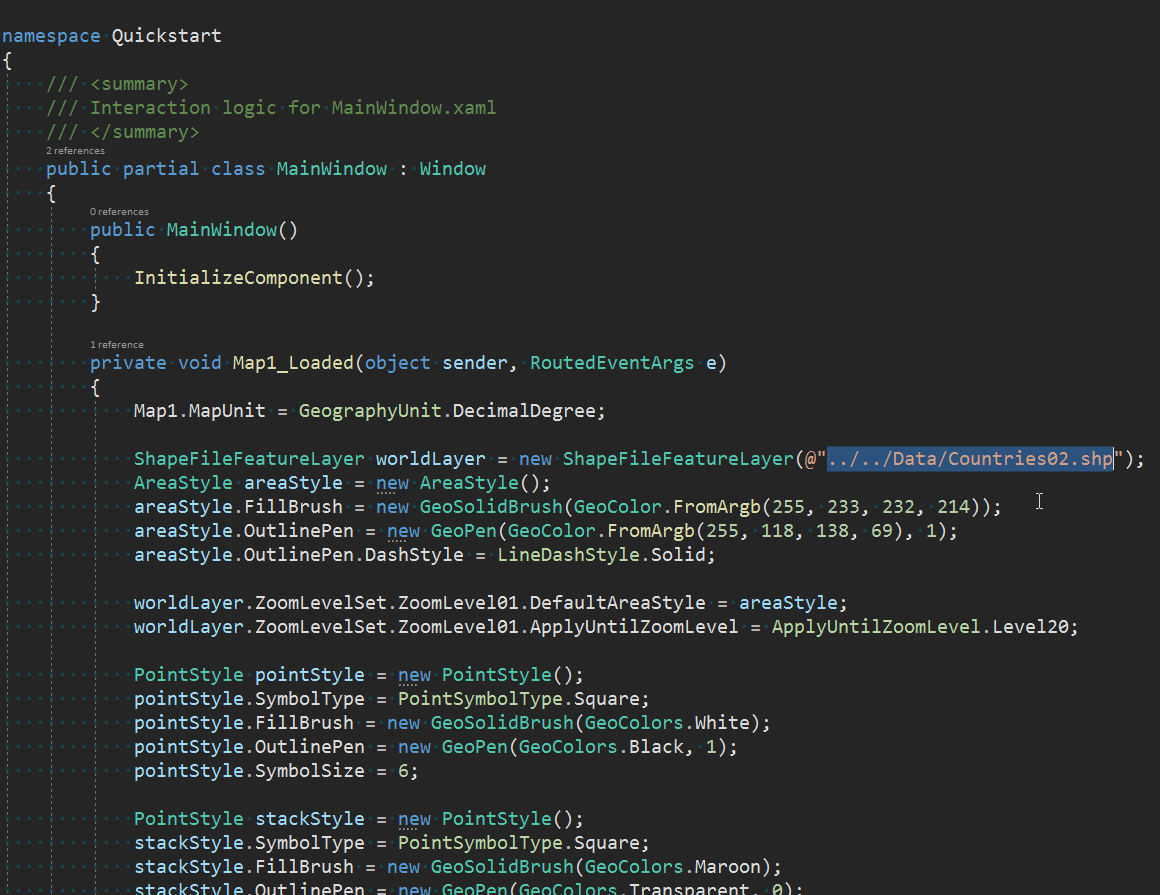 namespace Quickstart
{
/// <summary>
/// Interaction logic for MainWindow.xaml
/// </summary>
2 references
public partial class MainWindow : Window
{
0 references
public MainWindow()
{
InitializeComponent();
}
1 reference
private void Map1_Loaded(object sender, RoutedEventArgs e)
{
Map1.MapUnit = GeographyUnit.DecimalDegree;
ShapeFileFeatureLayer worldLayer = new ShapeFileFeatureLayer(@"../../Data/Countries02.shp");
AreaStyle areaStyle = new AreaStyle();
areaStyle.FillBrush = new GeoSolidBrush(GeoColor.FromArgb(255, 233, 232, 214));
areaStyle.OutlinePen = new GeoPen(GeoColor.FromArgb(255, 118, 138, 69), 1);
areaStyle.OutlinePen.DashStyle = LineDashStyle.Solid;
worldLayer.ZoomLevelSet.ZoomLevel01.DefaultAreaStyle = areaStyle;
worldLayer.ZoomLevelSet.ZoomLevel01.ApplyUntilZoomLevel = ApplyUntilZoomLevel.Level20;
PointStyle pointStyle = new PointStyle();
pointStyle.SymbolType = PointSymbolType.Square;
pointStyle.FillBrush = new GeoSolidBrush(GeoColors.White);
pointStyle.OutlinePen = new GeoPen(GeoColors.Black, 1);
pointStyle.SymbolSize = 6;
PointStyle stackStyle = new PointStyle();
stackStyle.SymbolType = PointSymbolType.Square;
stackStyle.FillBrush = new GeoSolidBrush(GeoColors.Maroon);
stackStyle.OutlinePen = new GeoPen(GeoColors.Transparent, 0);